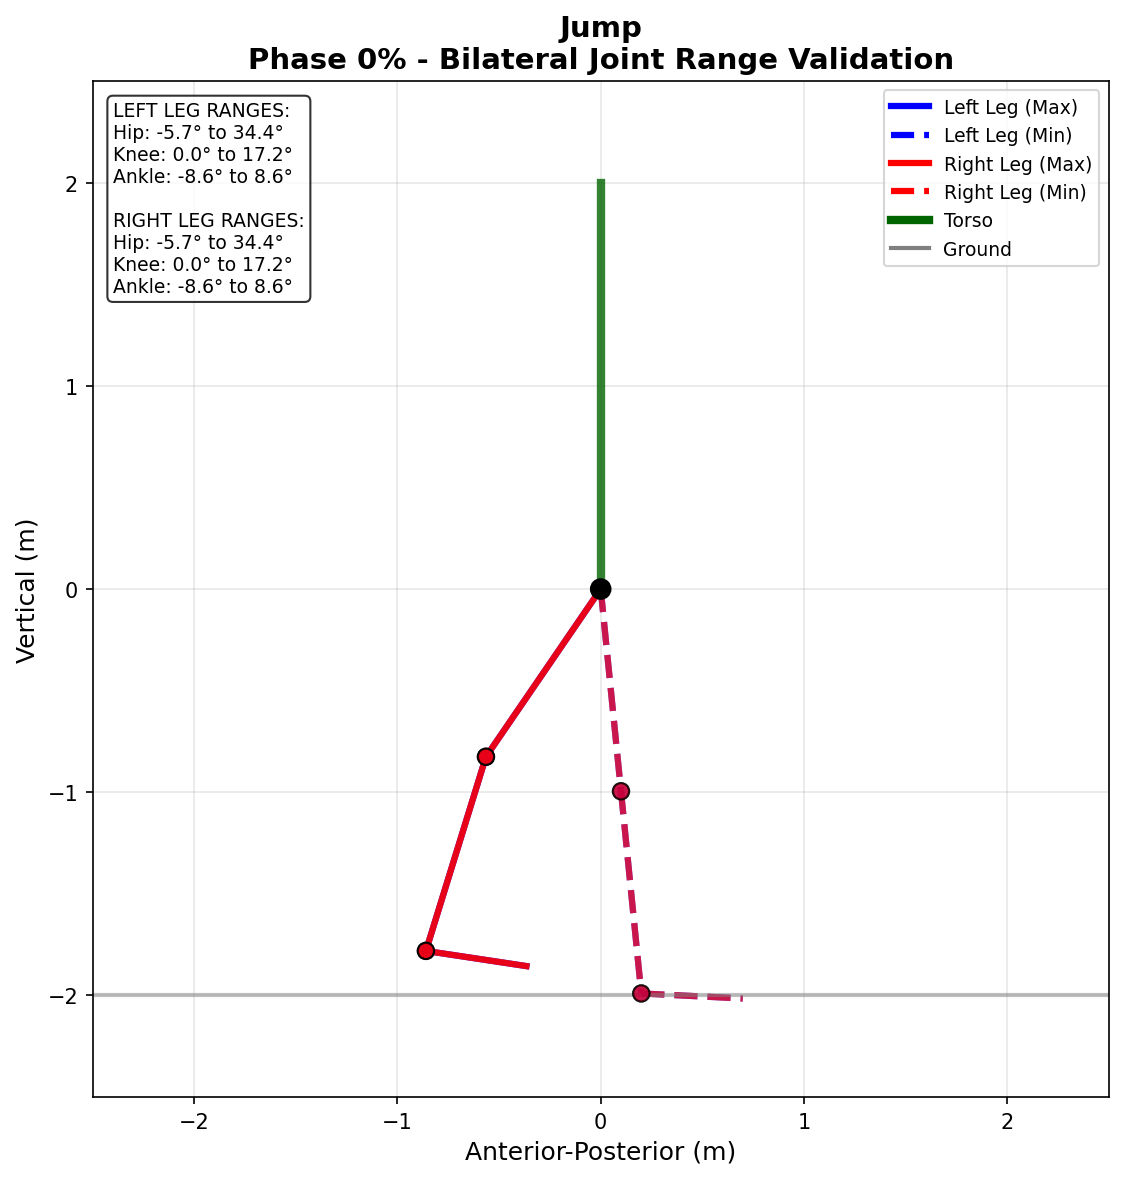 Jump
Phase 0% - Bilateral Joint Range Validation
LEFT LEG RANGES:
Hip: -5.7° to 34.4°
Knee: 0.0° to 17.2°
Ankle: -8.6° to 8.6°
RIGHT LEG RANGES:
Hip: -5.7° to 34.4°
Knee: 0.0° to 17.2°
Ankle: -8.6° to 8.6°
Left Leg (Max)
Left Leg (Min)
Right Leg (Max)
Right Leg (Min)
Torso
Ground
Vertical (m)
2
1
0
−1
−2
−2
−1
0
1
2
Anterior-Posterior (m)